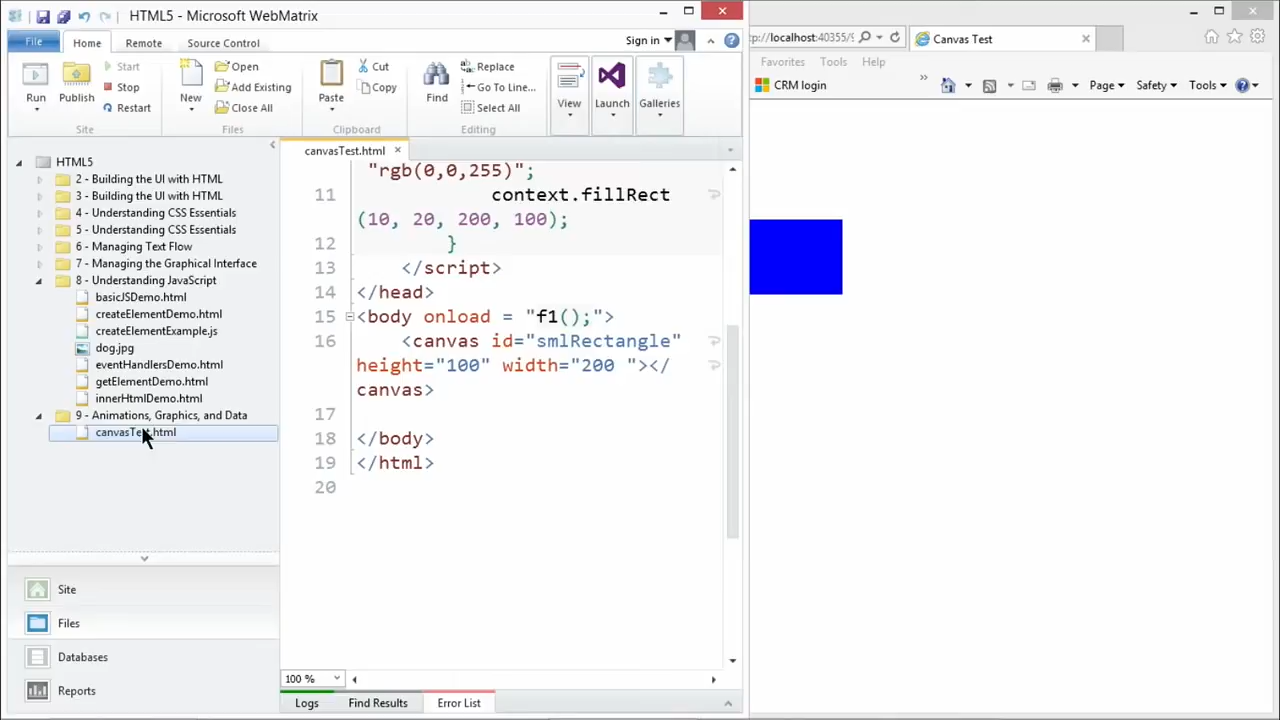 HTML5 - Microsoft WebMatrix
File
Home
Remote
Source Control
Sign in
Run
Publish
Start
Stop
Restart
Site
New
Open
Add Existing
Close All
Files
Paste
Cut
Copy
Clipboard
Find
Replace
Go To Line...
Select All
Editing
View
Launch
Galleries
HTML5
2 - Building the UI with HTML
3 - Building the UI with HTML
4 - Understanding CSS Essentials
5 - Understanding CSS Essentials
6 - Managing Text Flow
7 - Managing the Graphical Interface
8 - Understanding JavaScript
basicJSDemo.html
createElementDemo.html
createElementExample.js
dog.jpg
eventHandlersDemo.html
getElementDemo.html
innerHtmlDemo.html
9 - Animations, Graphics, and Data
canvasTest.html
Site
Files
Databases
Reports
canvasTest.html
"rgb(0,0,255)";
11 context.fillRect
(10, 20, 200, 100);
12 }
13 </script>
14 </head>
15 <body onload = "f1();">
16 <canvas id="smlRectangle"
height="100" width="200 "></
canvas>
17
18 </body>
19 </html>
20
100 %
Logs
Find Results
Error List
p://localhost:40355/
Canvas Test
Favorites Tools Help
CRM login
Page
Safety
Tools